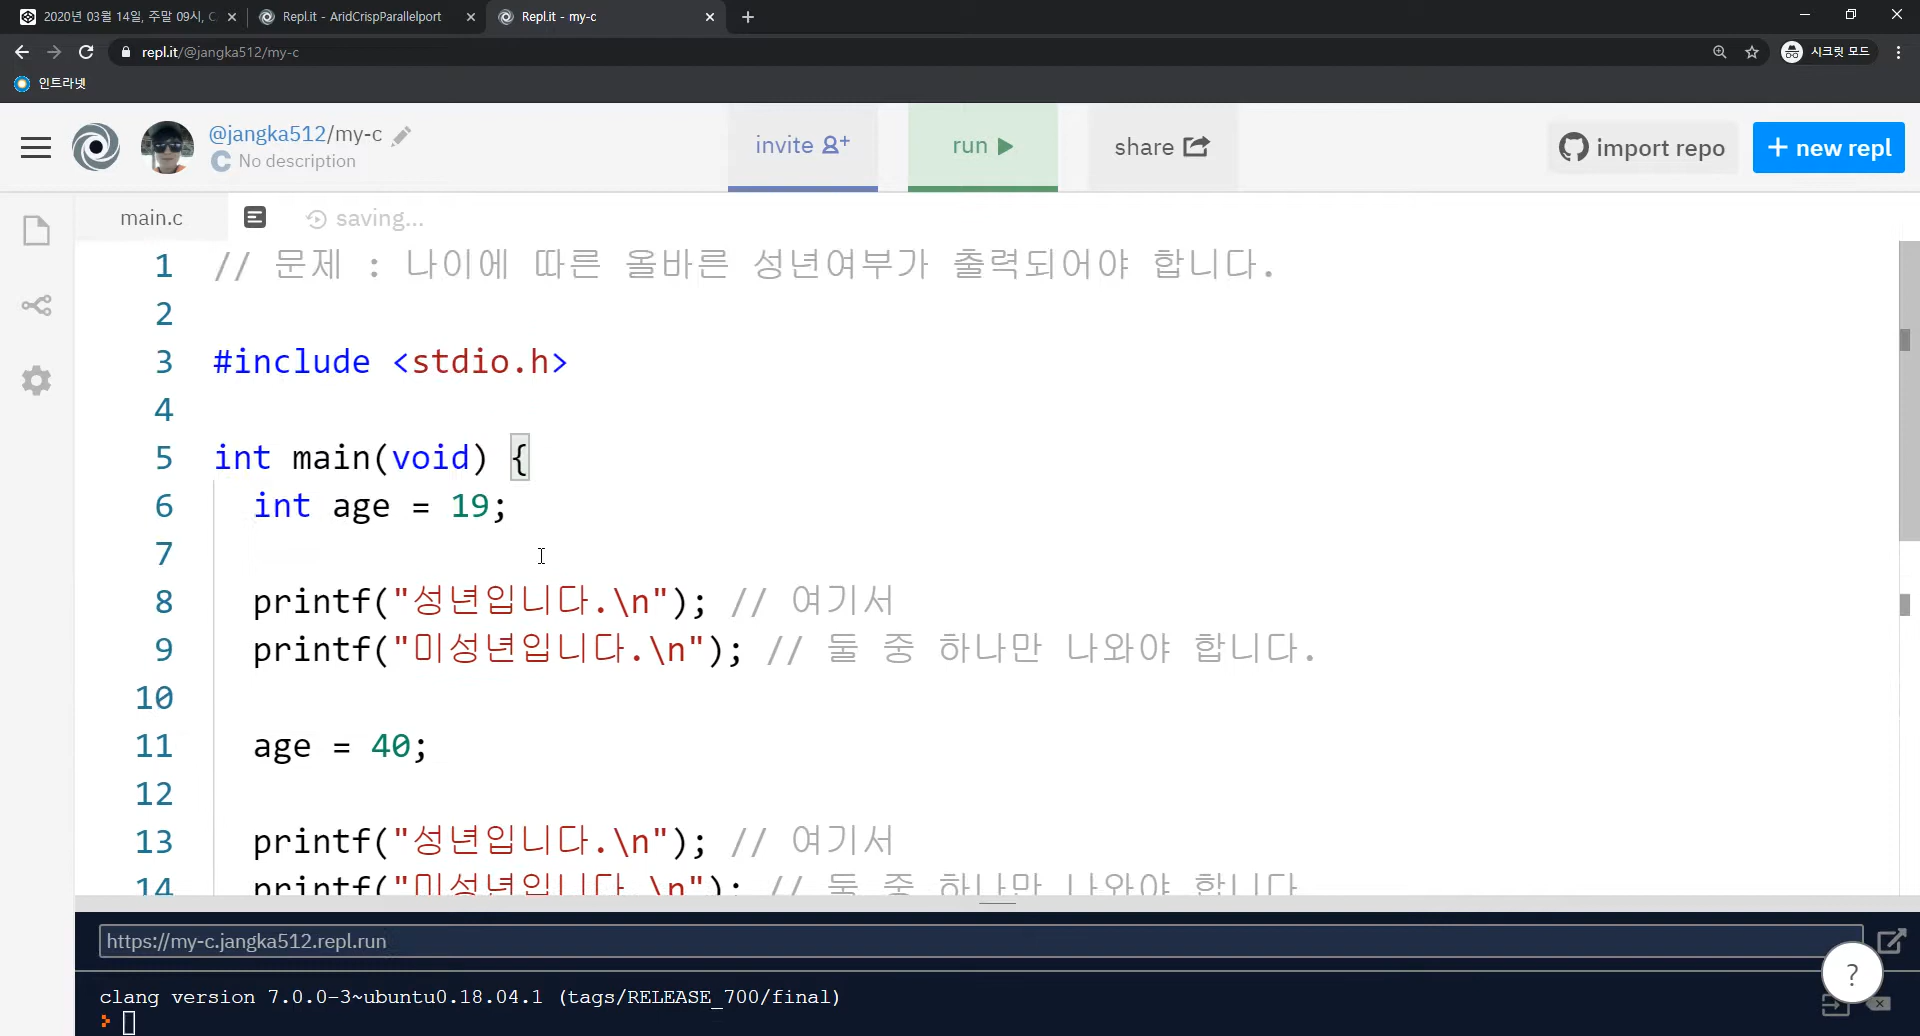 2020년 03월 14일, 주말 09시, C
Repl.it - AridCrispParallelport
Repl.it - my-c
repl.it/@jangka512/my-c
시크릿 모드
인트라넷
@jangka512/my-c
No description
invite
run
share
import repo
+ new repl
main.c
saving...
1 // 문제 : 나이에 따른 올바른 성년여부가 출력되어야 합니다.
2
3 #include <stdio.h>
4
5 int main(void) {
6 int age = 19;
7
8 printf("성년입니다.\n"); // 여기서
9 printf("미성년입니다.\n"); // 둘 중 하나만 나와야 합니다.
10
11 age = 40;
12
13 printf("성년입니다.\n"); // 여기서
14 printf("미성년입니다.\n"); // 둘 중 하나만 나와야 합니다
https://my-c.jangka512.repl.run
?
clang version 7.0.0-3~ubuntu0.18.04.1 (tags/RELEASE_700/final)